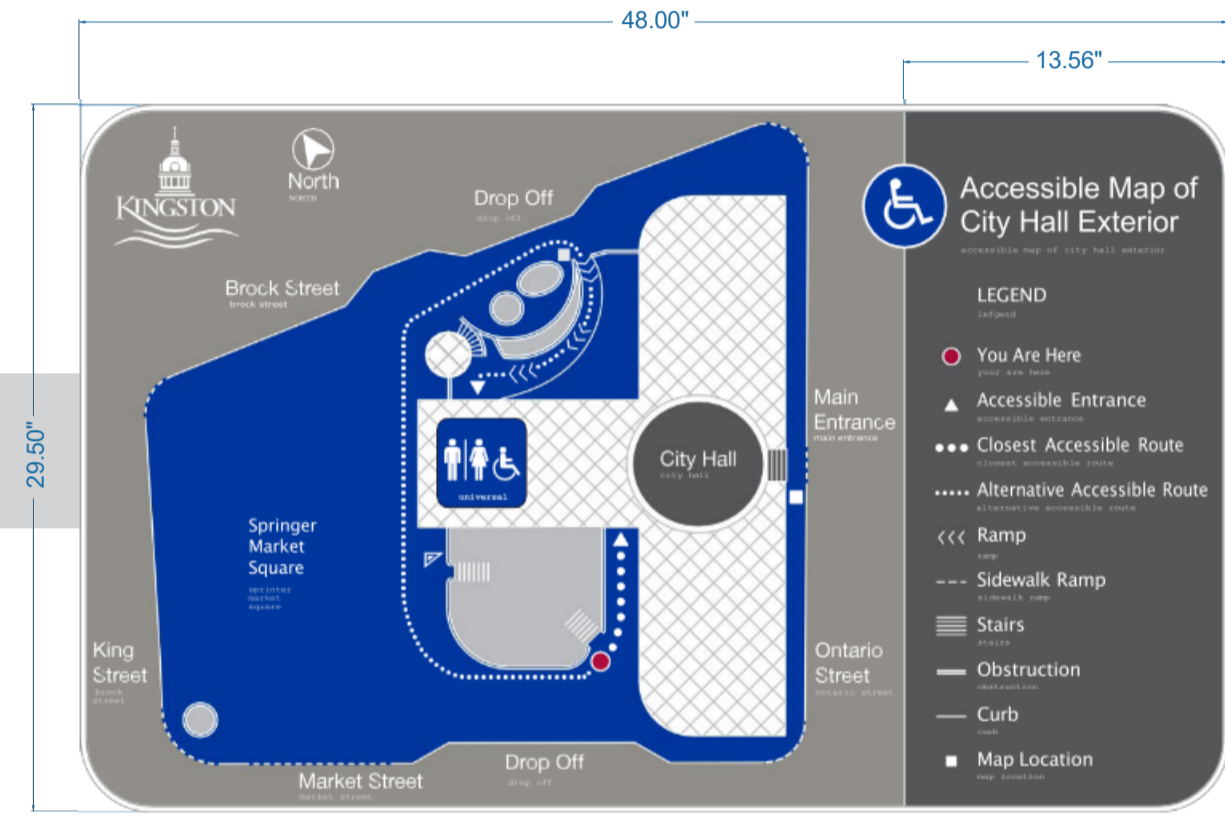 48.00"
13.56"
29.50"
KINGSTON
North
NORTH
Drop Off
drop off
Brock Street
brock street
Main
Entrance
main entrance
City Hall
city hall
universal
Springer
Market
Square
sprinter
market
square
King
Street
brock
street
Ontario
Street
ontario street
Drop Off
drop off
Market Street
market street
Accessible Map of
City Hall Exterior
accessible map of city hall exterior
LEGEND
lefgend
You Are Here
your are here
Accessible Entrance
accessible entrance
Closest Accessible Route
closest accessible route
Alternative Accessible Route
alternative accessible route
Ramp
ramp
Sidewalk Ramp
sidewalk ramp
Stairs
stairs
Obstruction
obstruction
Curb
curb
Map Location
map location